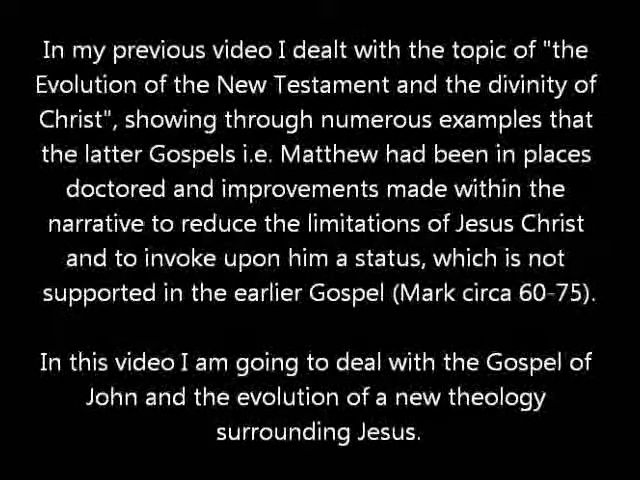 In my previous video I dealt with the topic of "the
Evolution of the New Testament and the divinity of
Christ", showing through numerous examples that
the latter Gospels i.e. Matthew had been in places
doctored and improvements made within the
narrative to reduce the limitations of Jesus Christ
and to invoke upon him a status, which is not
supported in the earlier Gospel (Mark circa 60-75).
In this video I am going to deal with the Gospel of
John and the evolution of a new theology
surrounding Jesus.